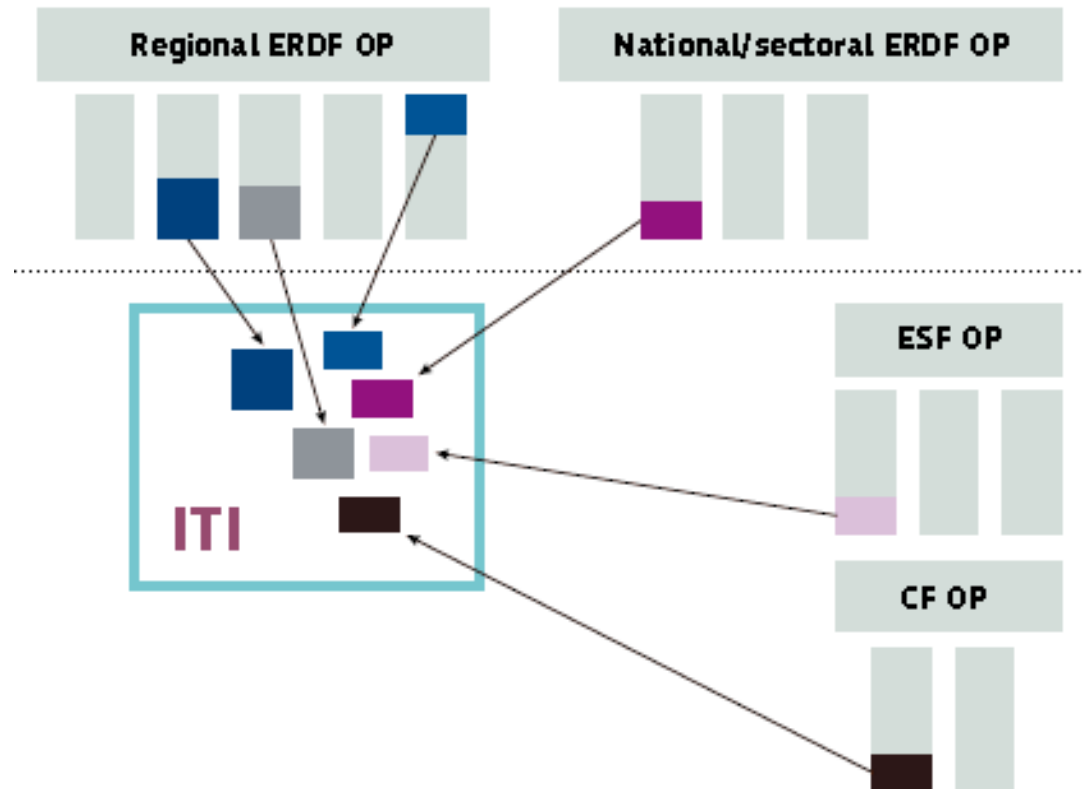 Regional ERDF OP
National/sectoral ERDF OP
ESF OP
ITI
CF OP